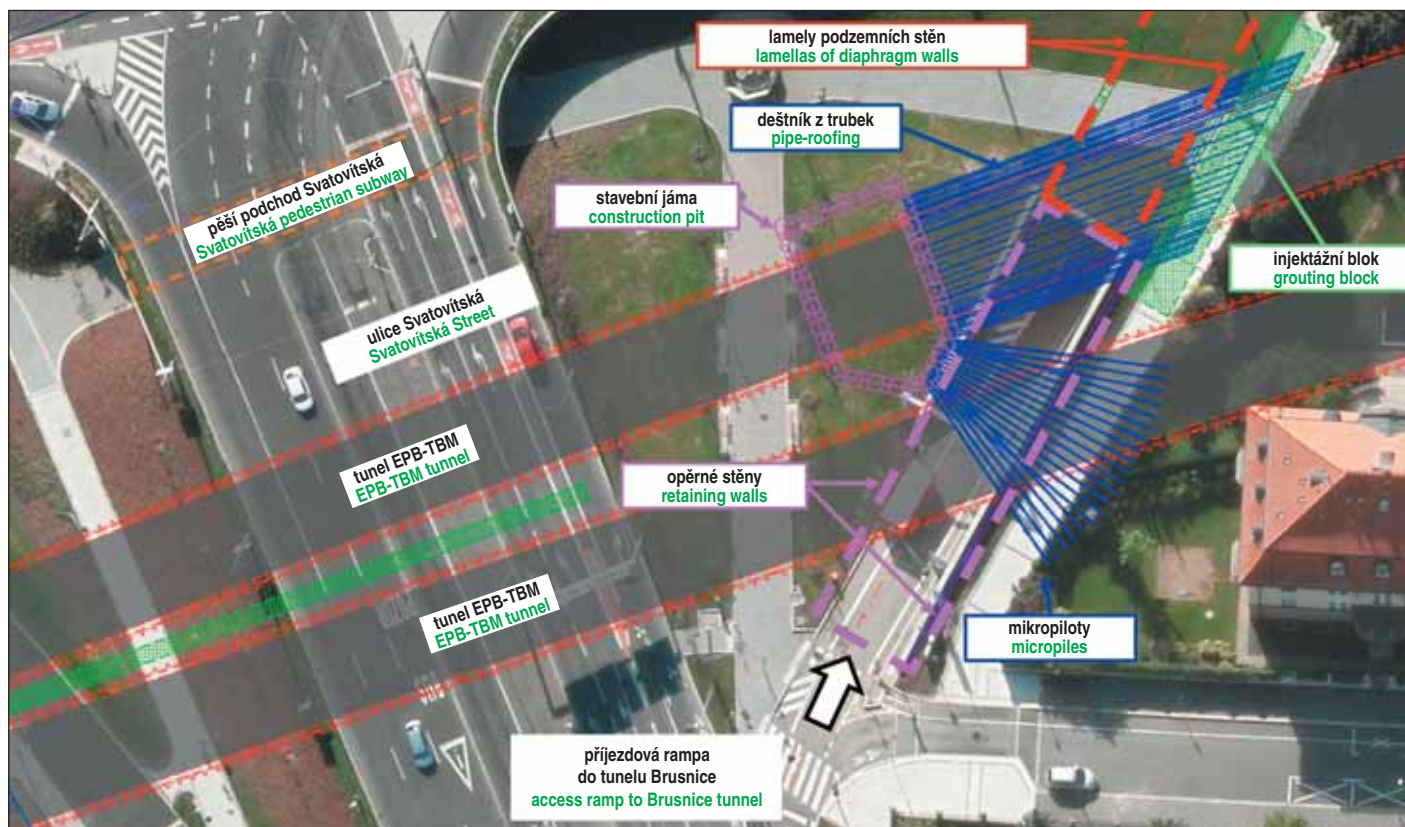 lamely podzemních stěn
lamellas of diaphragm walls
deštník z trubek
pipe-roofing
pěší podchod Svatovítská
Svatovítská pedestrian subway
stavební jáma
construction pit
injektážní blok
grouting block
ulice Svatovítská
Svatovítská Street
tunel EPB-TBM
EPB-TBM tunnel
opěrné stěny
retaining walls
tunel EPB-TBM
EPB-TBM tunnel
mikropiloty
micropiles
příjezdová rampa
do tunelu Brusnice
access ramp to Brusnice tunnel